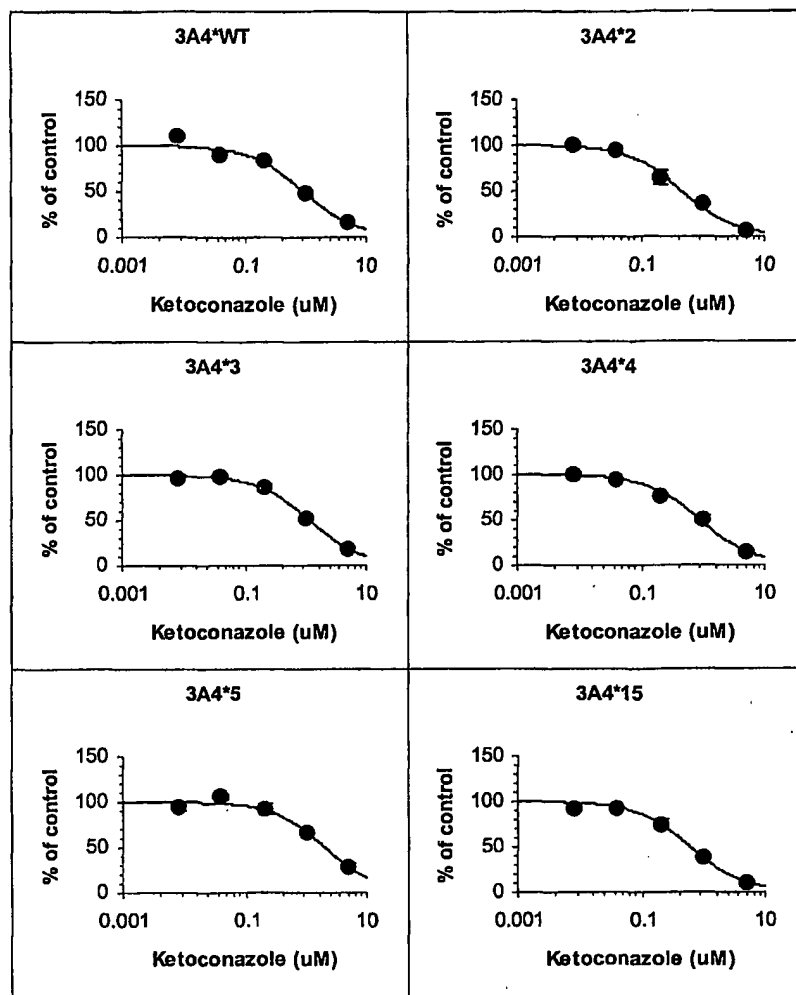 3A4*WT
150
100
50
0
% of control
0.001 0.1 10
Ketoconazole (uM)
3A4*2
150
100
50
0
% of control
0.001 0.1 10
Ketoconazole (uM)
3A4*3
150
100
50
0
% of control
0.001 0.1 10
Ketoconazole (uM)
3A4*4
150
100
50
0
% of control
0.001 0.1 10
Ketoconazole (uM)
3A4*5
150
100
50
0
% of control
0.001 0.1 10
Ketoconazole (uM)
3A4*15
150
100
50
0
% of control
0.001 0.1 10
Ketoconazole (uM)